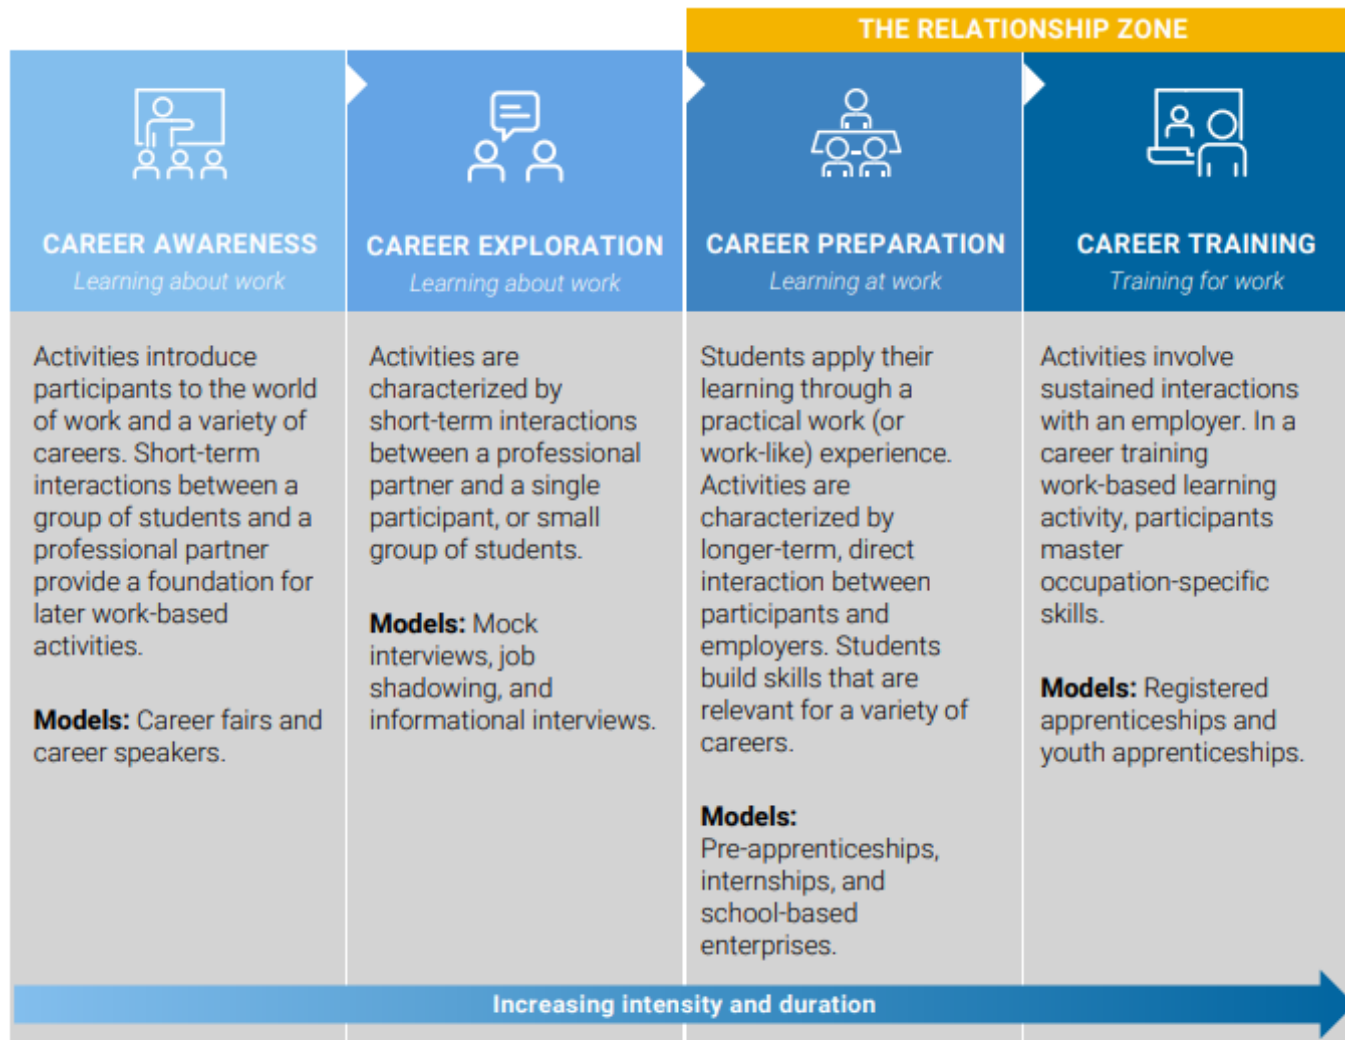 THE RELATIONSHIP ZONE
CAREER AWARENESS
Learning about work
Activities introduce
participants to the world
of work and a variety of
careers. Short-term
interactions between a
group of students and a
professional partner
provide a foundation for
later work-based
activities.
Models: Career fairs and
career speakers.
CAREER EXPLORATION
Learning about work
Activities are
characterized by
short-term interactions
between a professional
partner and a single
participant, or small
group of students.
Models: Mock
interviews, job
shadowing, and
informational interviews.
CAREER PREPARATION
Learning at work
Students apply their
learning through a
practical work (or
work-like) experience.
Activities are
characterized by
longer-term, direct
interaction between
participants and
employers. Students
build skills that are
relevant for a variety of
careers.
Models:
Pre-apprenticeships,
internships, and
school-based
enterprises.
CAREER TRAINING
Training for work
Activities involve
sustained interactions
with an employer. In a
career training
work-based learning
activity, participants
master
occupation-specific
skills.
Models: Registered
apprenticeships and
youth apprenticeships.
Increasing intensity and duration